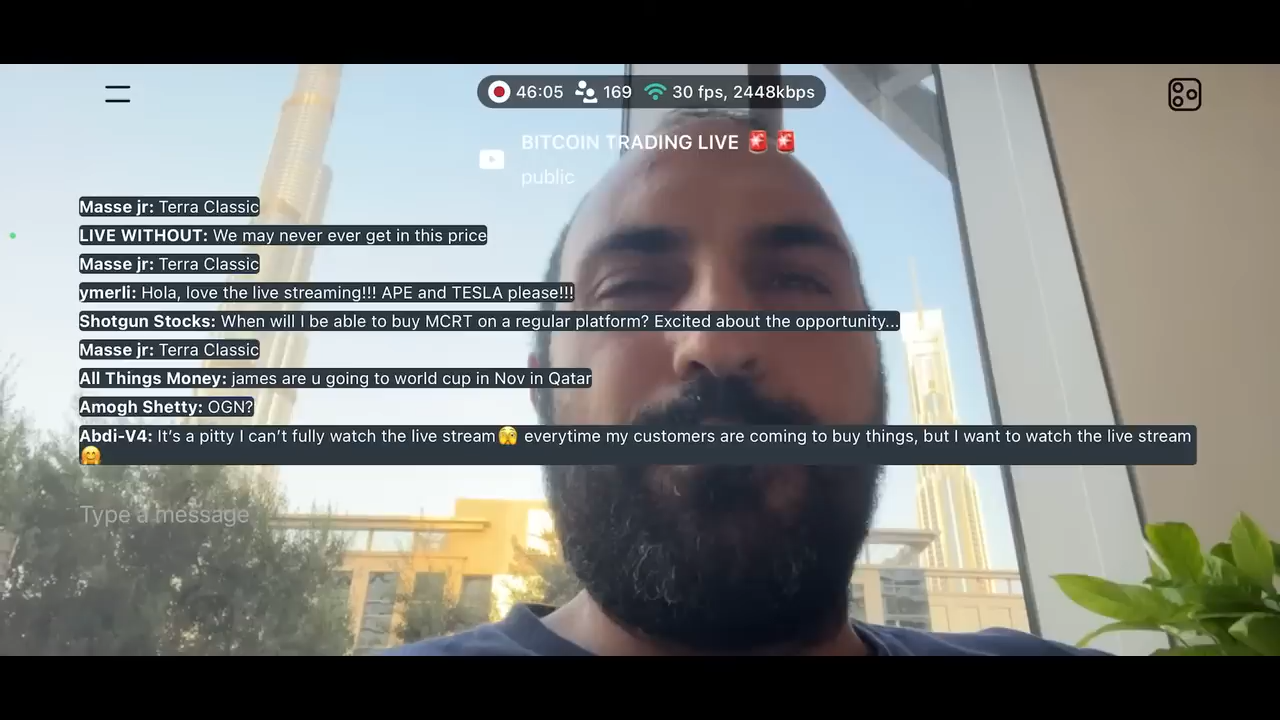 46:05 169 30 fps, 2448kbps
BITCOIN TRADING LIVE 🚨 🚨
public
Masse jr: Terra Classic
LIVE WITHOUT: We may never ever get in this price
Masse jr: Terra Classic
ymerli: Hola, love the live streaming!!! APE and TESLA please!!!
Shotgun Stocks: When will I be able to buy MCRT on a regular platform? Excited about the opportunity...
Masse jr: Terra Classic
All Things Money: james are u going to world cup in Nov in Qatar
Amogh Shetty: OGN?
Abdi-V4: It’s a pitty I can’t fully watch the live stream🫣 everytime my customers are coming to buy things, but I want to watch the live stream
🤗
Type a message